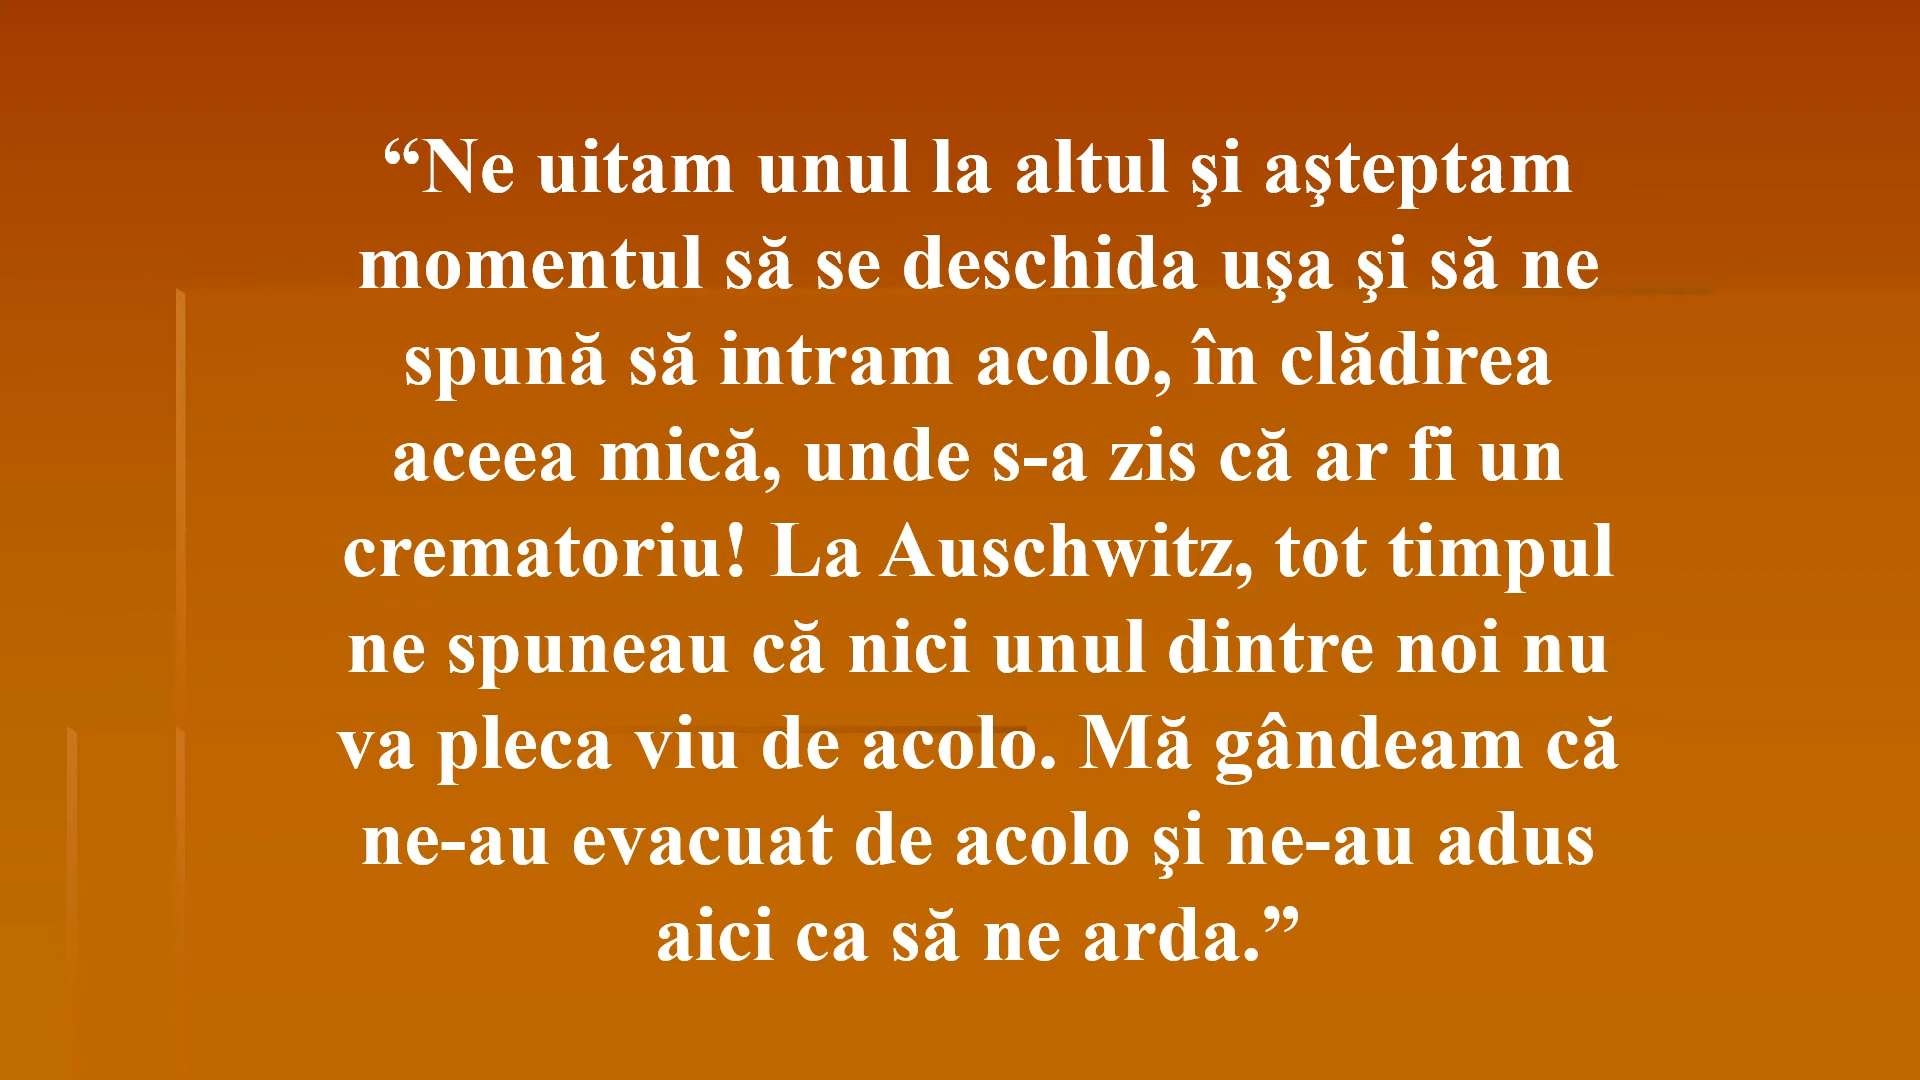 “Ne uitam unul la altul şi aşteptam
momentul să se deschida uşa şi să ne
spună să intram acolo, în clădirea
aceea mică, unde s-a zis că ar fi un
crematoriu! La Auschwitz, tot timpul
ne spuneau că nici unul dintre noi nu
va pleca viu de acolo. Mă gândeam că
ne-au evacuat de acolo şi ne-au adus
aici ca să ne arda.”